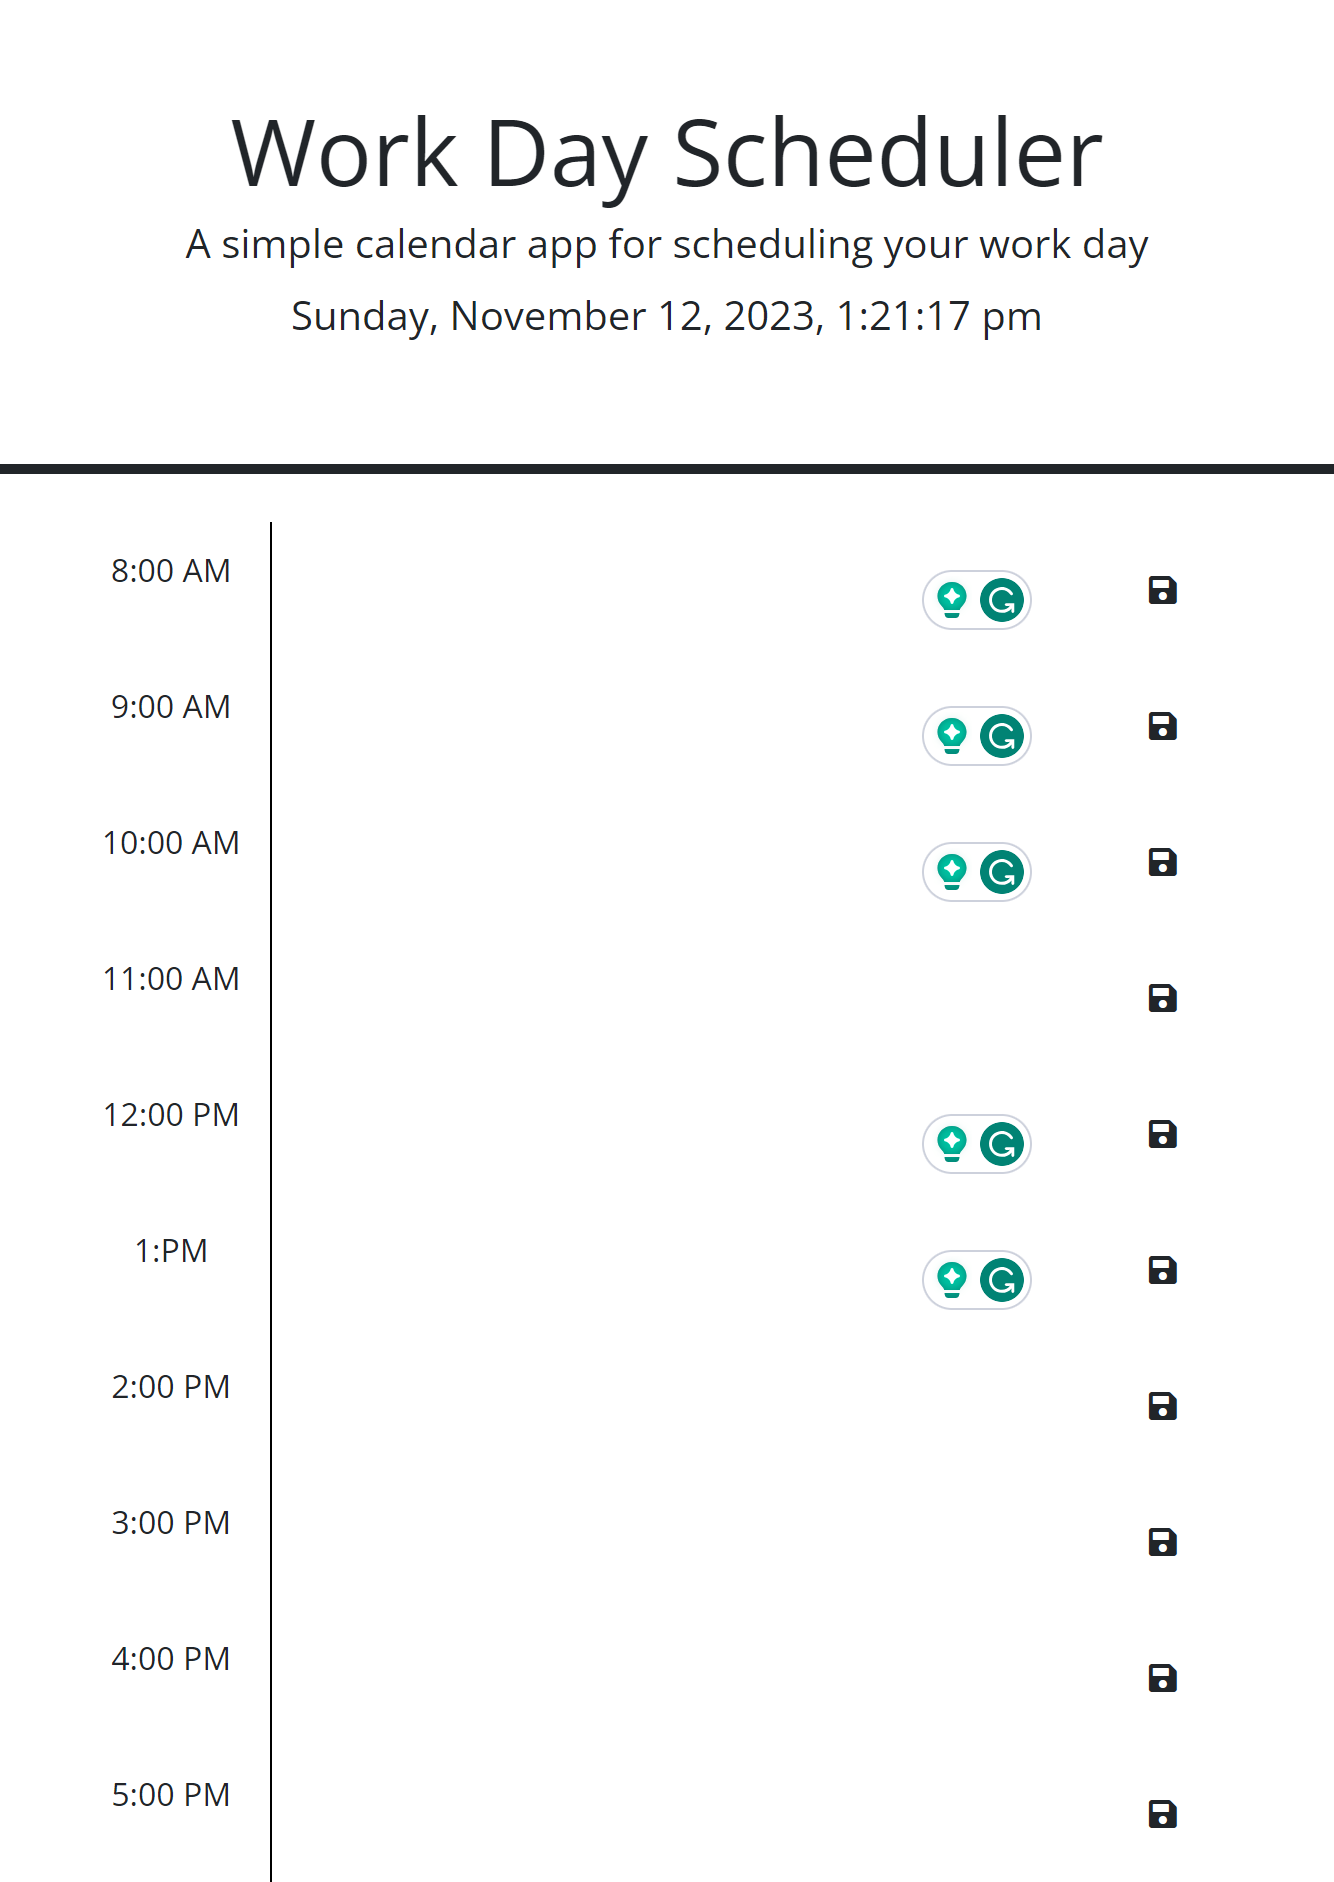 Work Day Scheduler
A simple calendar app for scheduling your work day
Sunday, November 12, 2023, 1:21:17 pm
8:00 AM
9:00 AM
10:00 AM
11:00 AM
12:00 PM
1:PM
2:00 PM
3:00 PM
4:00 PM
5:00 PM